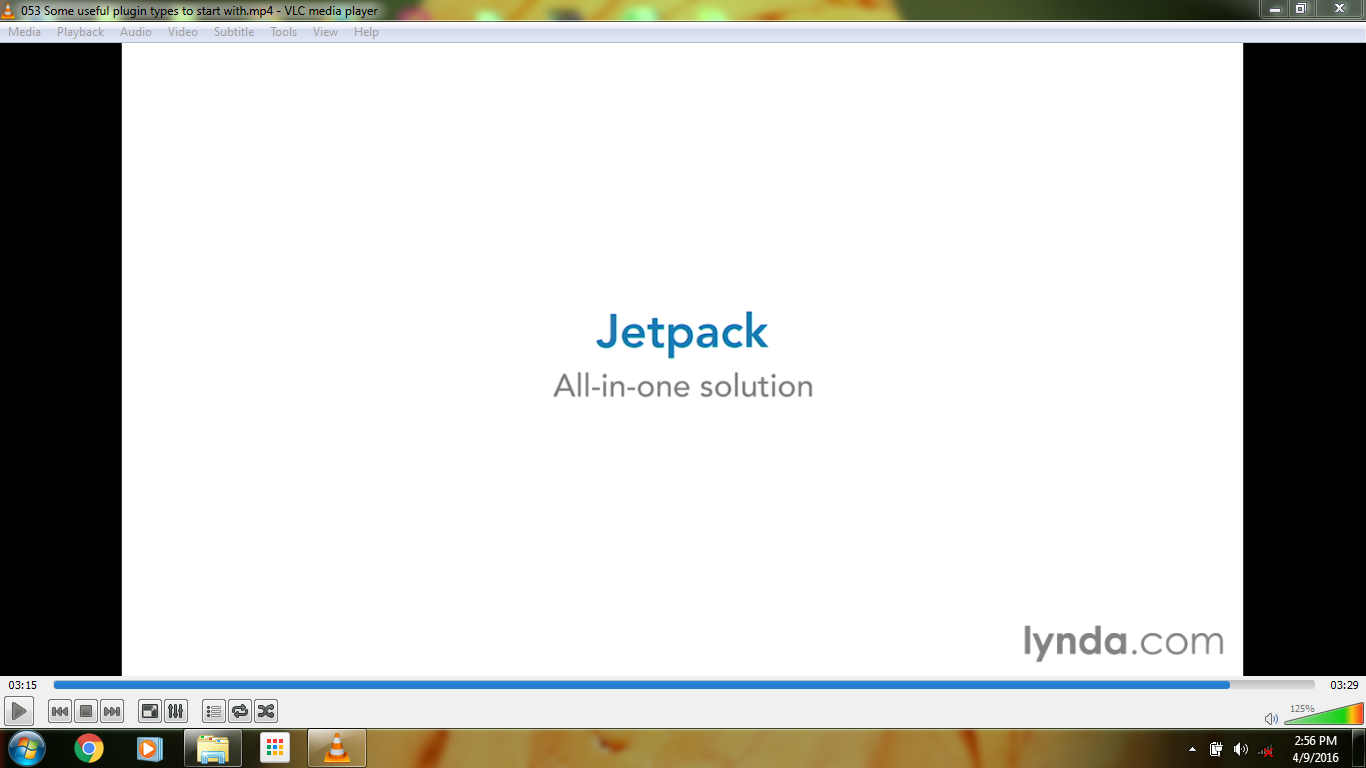 053 Some useful plugin types to start with.mp4 - VLC media player
Media Playback Audio Video Subtitle Tools View Help
Jetpack
All-in-one solution
lynda.com
03:15 03:29
125%
2:56 PM
4/9/2016